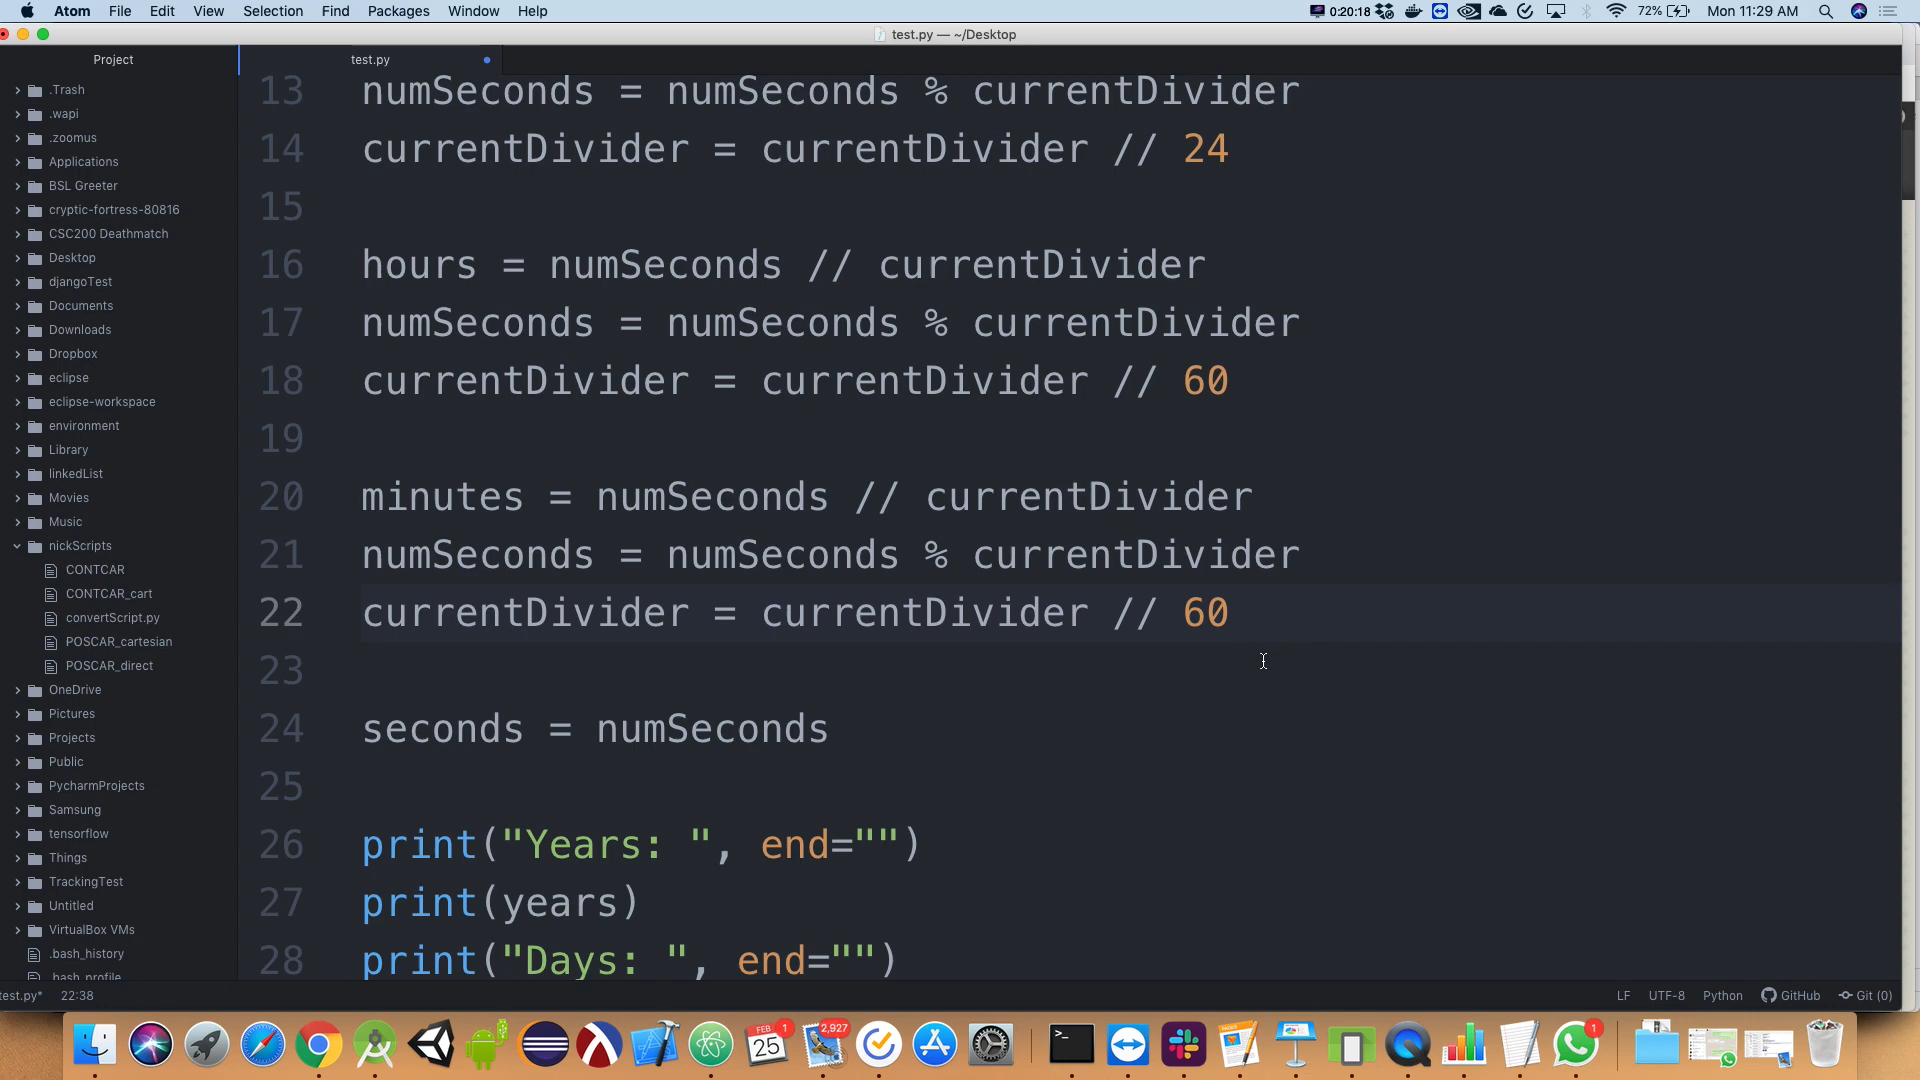 Atom File Edit View Selection Find Packages Window Help 0:20:18 72% Mon 11:29 AM
test.py — ~/Desktop
Project
test.py
.Trash
.wapi
.zoomus
Applications
BSL Greeter
cryptic-fortress-80816
CSC200 Deathmatch
Desktop
djangoTest
Documents
Downloads
Dropbox
eclipse
eclipse-workspace
environment
Library
linkedList
Movies
Music
nickScripts
CONTCAR
CONTCAR_cart
convertScript.py
POSCAR_cartesian
POSCAR_direct
OneDrive
Pictures
Projects
Public
PycharmProjects
Samsung
tensorflow
Things
TrackingTest
Untitled
VirtualBox VMs
.bash_history
.bash_profile
13 numSeconds = numSeconds % currentDivider
14 currentDivider = currentDivider // 24
15
16 hours = numSeconds // currentDivider
17 numSeconds = numSeconds % currentDivider
18 currentDivider = currentDivider // 60
19
20 minutes = numSeconds // currentDivider
21 numSeconds = numSeconds % currentDivider
22 currentDivider = currentDivider // 60
23
24 seconds = numSeconds
25
26 print("Years: ", end="")
27 print(years)
28 print("Days: ", end="")
test.py* 22:38 LF UTF-8 Python GitHub Git (0)
FEB 1 2,927 1
25